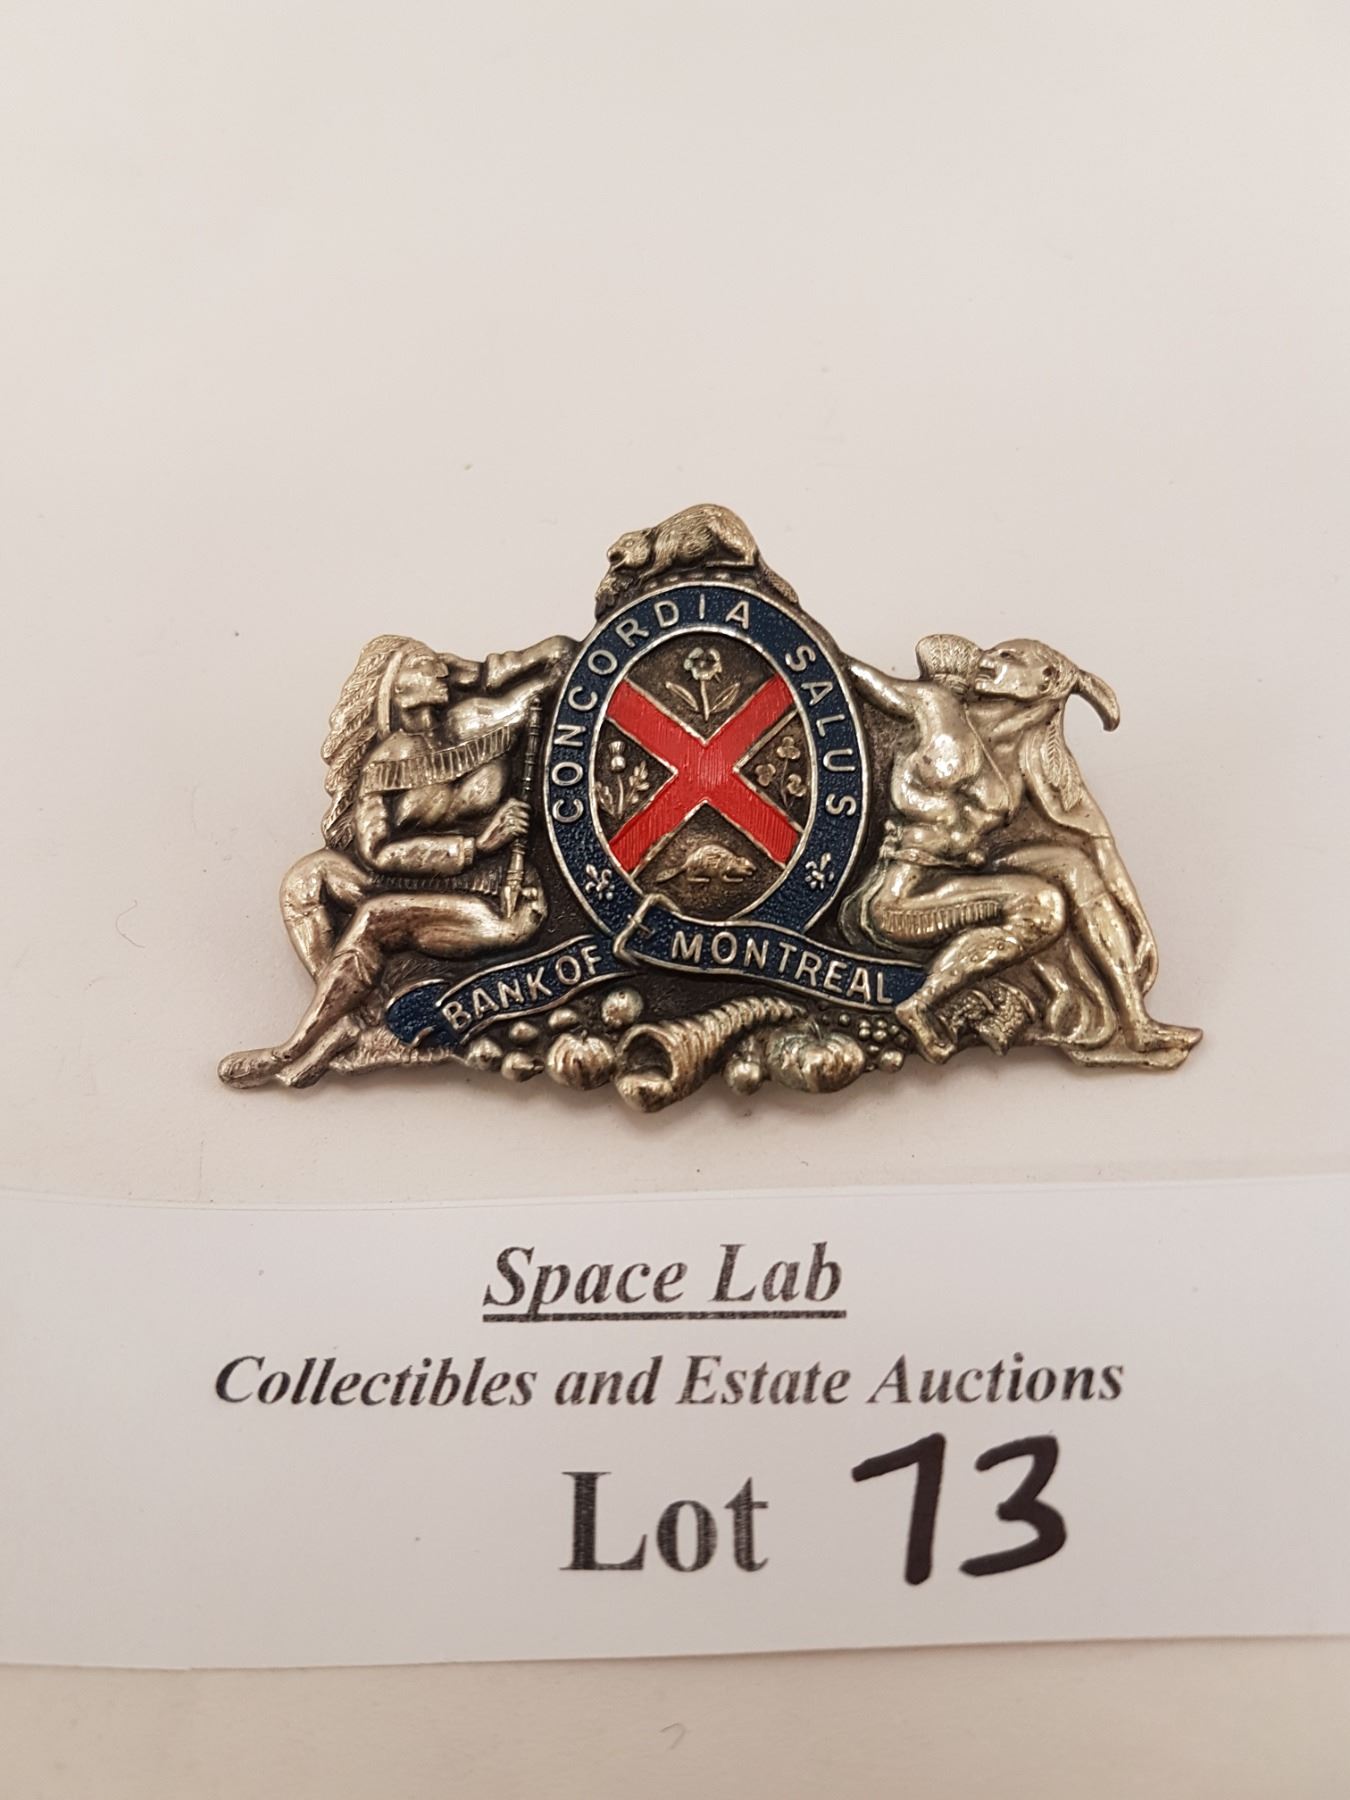 CONCORDIA SALUS
BANK OF MONTREAL
Space Lab
Collectibles and Estate Auctions
Lot 73